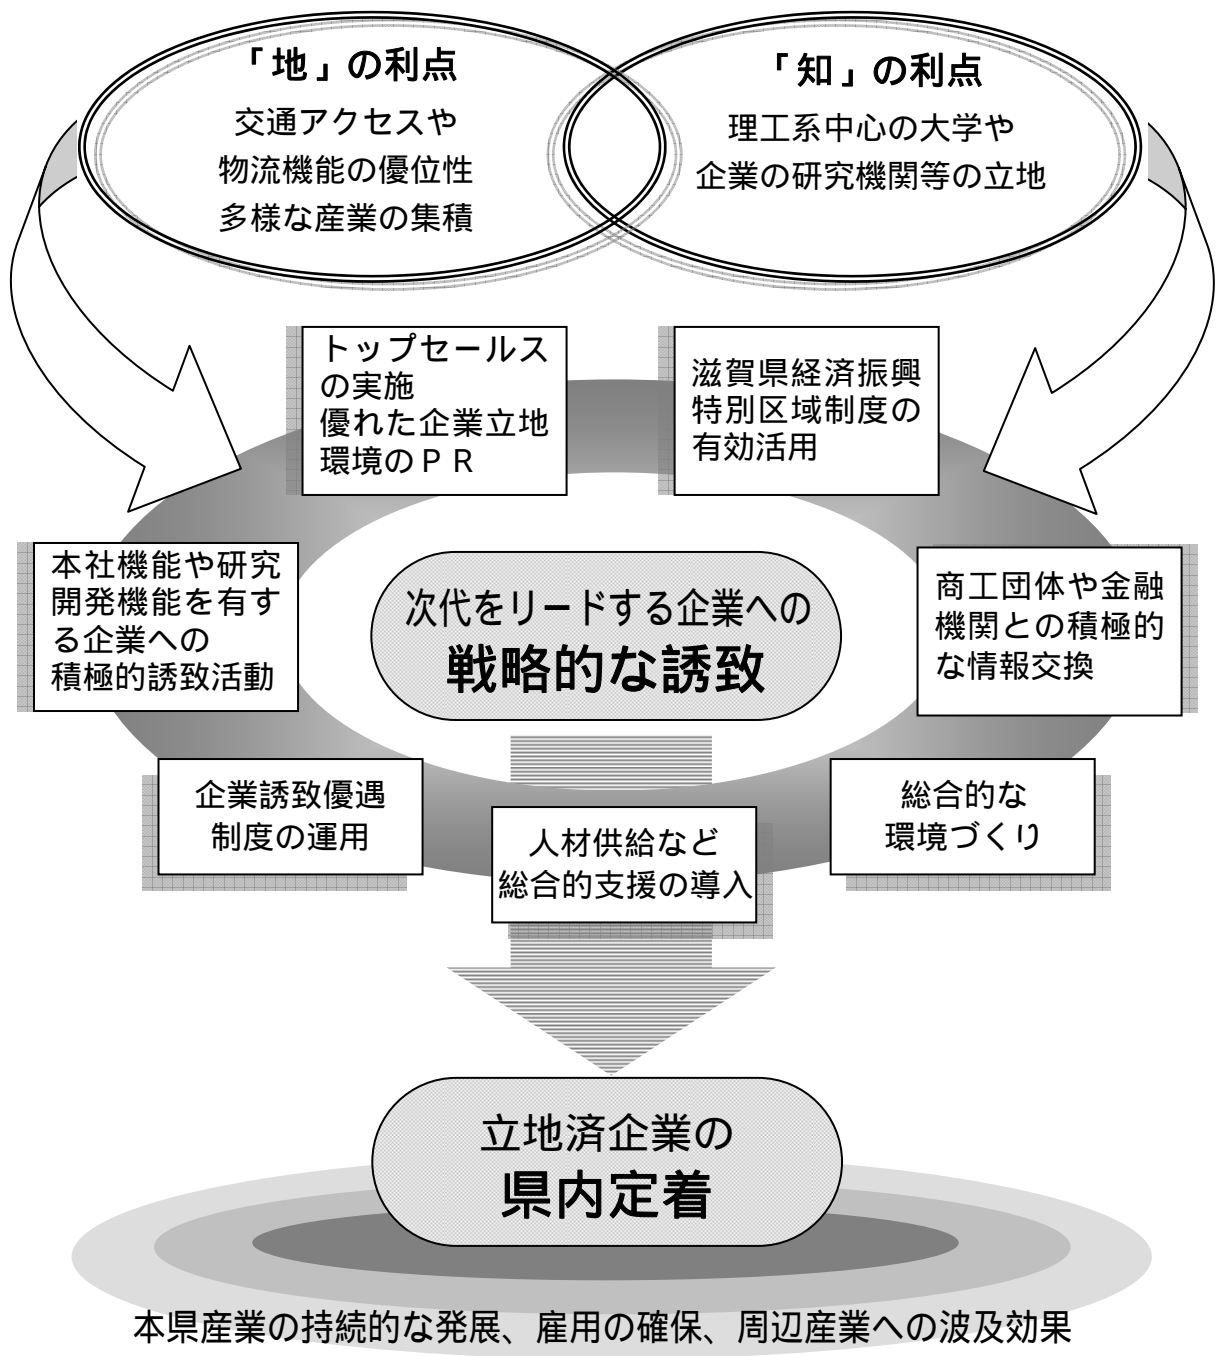 「地」の利点
交通アクセスや
物流機能の優位性
多様な産業の集積
「知」の利点
理工系中心の大学や
企業の研究機関等の立地
トップセールス
の実施
優れた企業立地
環境のＰＲ
滋賀県経済振興
特別区域制度の
有効活用
本社機能や研究
開発機能を有す
る企業への
積極的誘致活動
次代をリードする企業への
戦略的な誘致
商工団体や金融
機関との積極的
な情報交換
企業誘致優遇
制度の運用
人材供給など
総合的支援の導入
総合的な
環境づくり
立地済企業の
県内定着
本県産業の持続的な発展、雇用の確保、周辺産業への波及効果